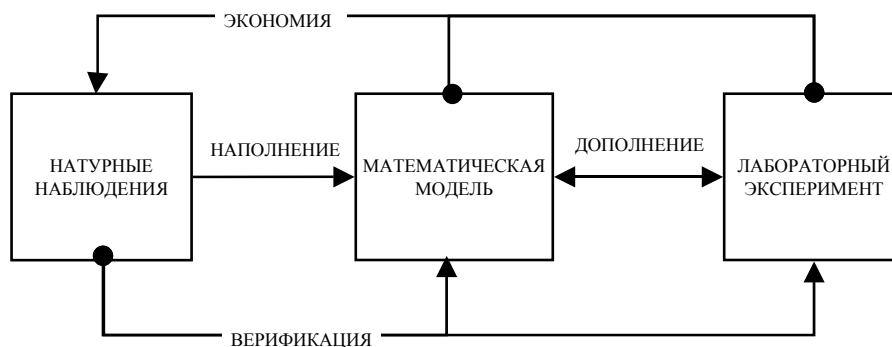 ЭКОНОМИЯ
НАТУРНЫЕ
НАБЛЮДЕНИЯ
НАПОЛНЕНИЕ
МАТЕМАТИЧЕСКАЯ
МОДЕЛЬ
ДОПОЛНЕНИЕ
ЛАБОРАТОРНЫЙ
ЭКСПЕРИМЕНТ
ВЕРИФИКАЦИЯ